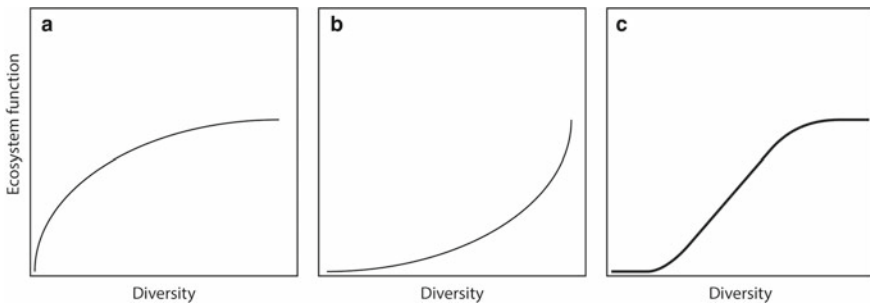 a
b
c
Ecosystem function
Diversity
Diversity
Diversity